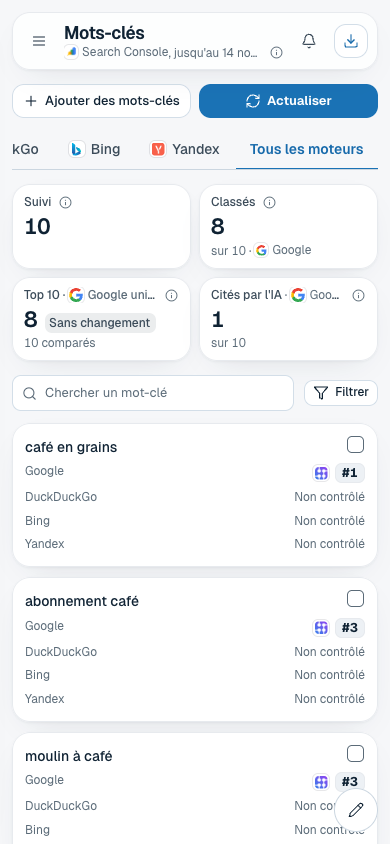 Mots-clés
Search Console, jusqu'au 14 no…
Ajouter des mots-clés
Actualiser
kGo
Bing
Yandex
Tous les moteurs
Suivi
10
Classés
8
sur 10 · Google
Top 10 · Google uni…
8 Sans changement
10 comparés
Cités par l'IA · Goo…
1
sur 10
Chercher un mot-clé
Filtrer
café en grains
Google #1
DuckDuckGo Non contrôlé
Bing Non contrôlé
Yandex Non contrôlé
abonnement café
Google #3
DuckDuckGo Non contrôlé
Bing Non contrôlé
Yandex Non contrôlé
moulin à café
Google #3
DuckDuckGo Non
Bing Non